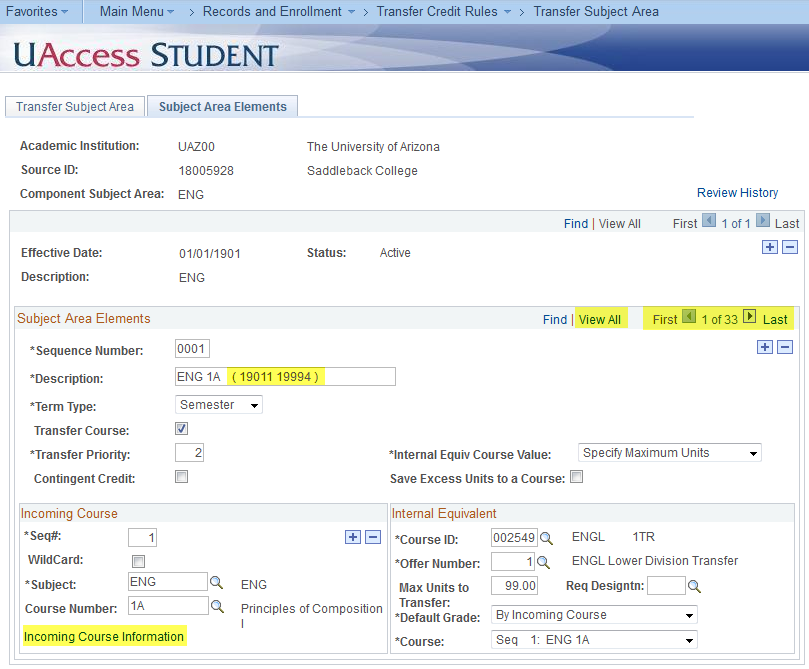 Favorites Main Menu > Records and Enrollment > Transfer Credit Rules > Transfer Subject Area
UAccess STUDENT
Transfer Subject Area Subject Area Elements
Academic Institution: UAZ00 The University of Arizona
Source ID: 18005928 Saddleback College
Component Subject Area: ENG
Review History
Find | View All First 1 of 1 Last
Effective Date: 01/01/1901 Status: Active
Description: ENG
Subject Area Elements Find | View All First 1 of 33 Last
*Sequence Number: 0001
*Description: ENG 1A ( 19011 19994 )
*Term Type: Semester
Transfer Course:
*Transfer Priority: 2 *Internal Equiv Course Value: Specify Maximum Units
Contingent Credit: Save Excess Units to a Course:
Incoming Course
*Seq#: 1
WildCard:
*Subject: ENG ENG
Course Number: 1A Principles of Composition
I
Incoming Course Information
Internal Equivalent
*Course ID: 002549 ENGL 1TR
*Offer Number: 1 ENGL Lower Division Transfer
Max Units to
Transfer: 99.00 Req Designtn:
*Default Grade: By Incoming Course
*Course: Seq 1: ENG 1A